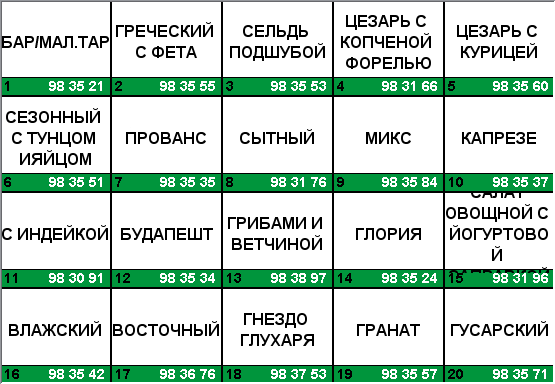 БАР/МАЛ.ТАР
1 98 35 21
ГРЕЧЕСКИЙ
С ФЕТА
2 98 35 55
СЕЛЬДЬ
ПОДШУБОЙ
3 98 35 53
ЦЕЗАРЬ С
КОПЧЕНОЙ
ФОРЕЛЬЮ
4 98 31 66
ЦЕЗАРЬ С
КУРИЦЕЙ
5 98 35 60
СЕЗОННЫЙ
С ТУНЦОМ
ИЯЙЦОМ
6 98 35 51
ПРОВАНС
7 98 35 35
СЫТНЫЙ
8 98 31 76
МИКС
9 98 35 84
КАПРЕЗЕ
10 98 35 37
С ИНДЕЙКОЙ
11 98 30 91
БУДАПЕШТ
12 98 35 34
ГРИБАМИ И
ВЕТЧИНОЙ
13 98 38 97
ГЛОРИЯ
14 98 35 24
САЛАТ
ОВОЩНОЙ С
ЙОГУРТОВО
Й
15 98 31 96
ВЛАЖСКИЙ
16 98 35 42
ВОСТОЧНЫЙ
17 98 36 76
ГНЕЗДО
ГЛУХАРЯ
18 98 37 53
ГРАНАТ
19 98 35 57
ГУСАРСКИЙ
20 98 35 71